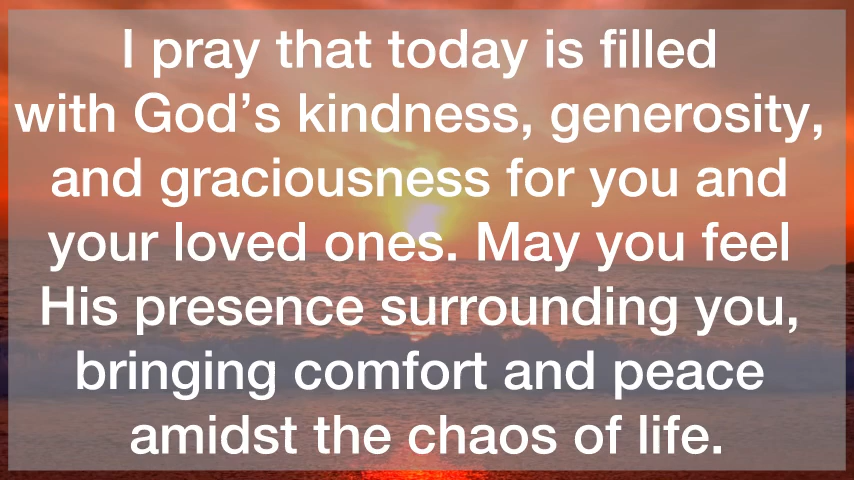 I pray that today is filled
with God’s kindness, generosity,
and graciousness for you and
your loved ones. May you feel
His presence surrounding you,
bringing comfort and peace
amidst the chaos of life.